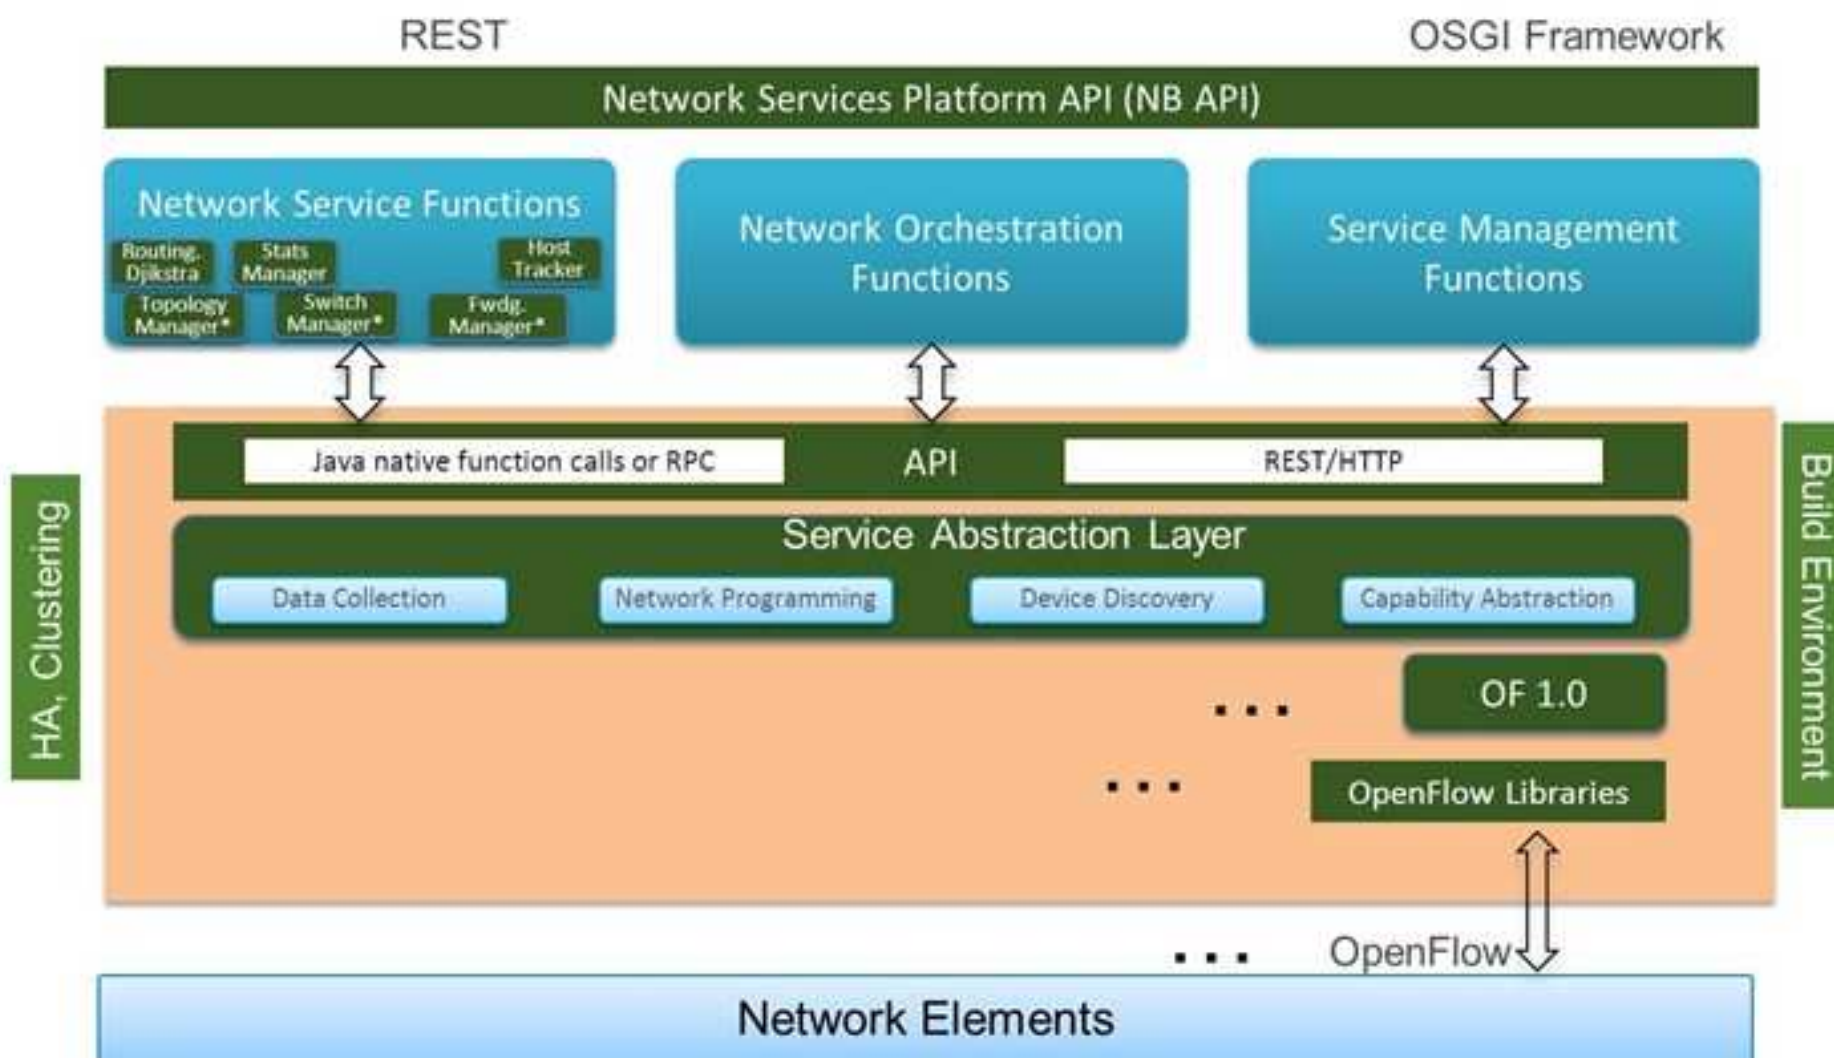 REST
OSGI Framework
Network Services Platform API (NB API)
Network Service Functions
Routing.
Djikstra
Stats
Manager
Host
Tracker
Topology
Manager*
Switch
Manager*
Fwdg.
Manager*
Network Orchestration
Functions
Service Management
Functions
Java native function calls or RPC
API
REST/HTTP
Service Abstraction Layer
Data Collection
Network Programming
Device Discovery
Capability Abstraction
HA, Clustering
Build Environment
... OF 1.0
... OpenFlow Libraries
... OpenFlow
Network Elements